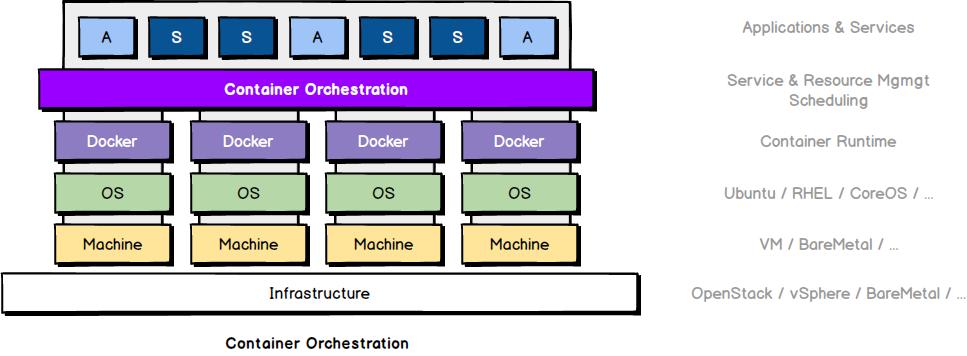 A S S A S S A Applications & Services
Container Orchestration Service & Resource Mgmgt
Scheduling
Docker Docker Docker Docker Container Runtime
OS OS OS OS Ubuntu / RHEL / CoreOS / ...
Machine Machine Machine Machine VM / BareMetal / ...
Infrastructure OpenStack / vSphere / BareMetal / ...
Container Orchestration